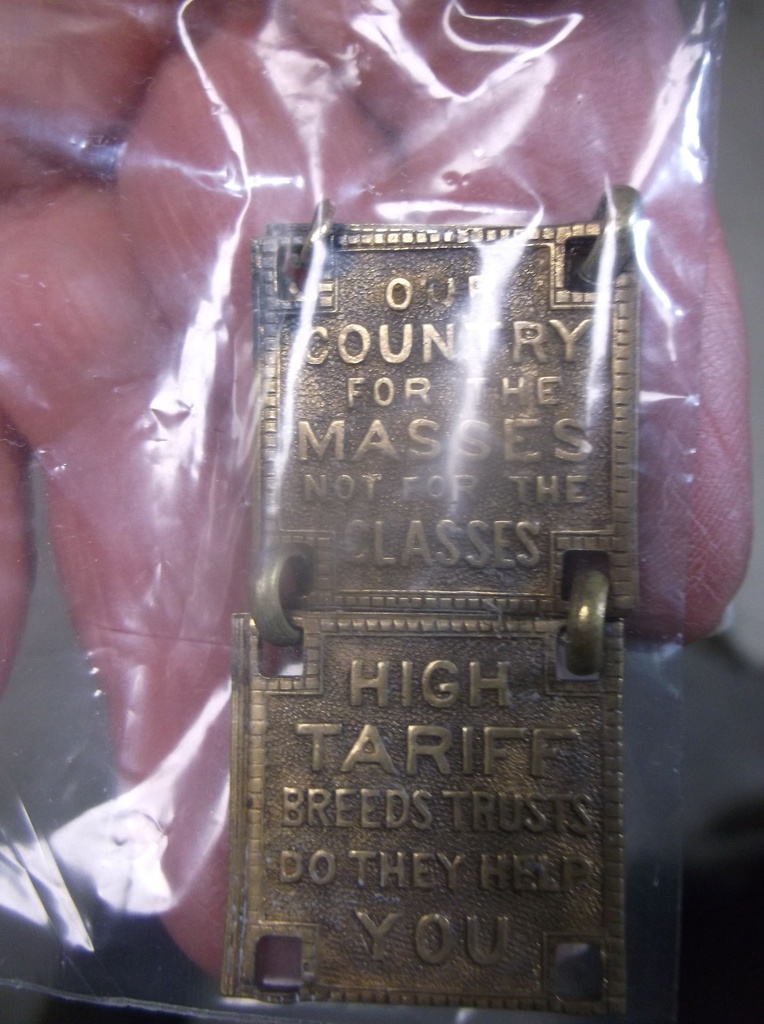 OUR
COUNTRY
FOR THE
MASSES
NOT FOR THE
CLASSES
HIGH
TARIFF
BREEDS TRUSTS
DO THEY HELP
YOU